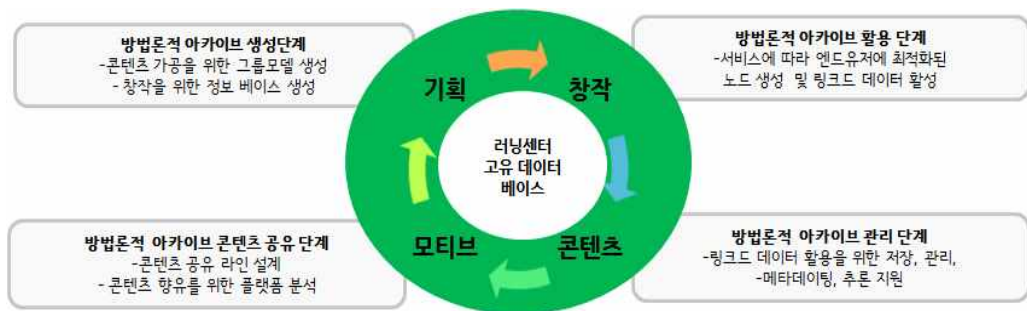 방법론적 아카이브 생성단계
-콘텐츠 가공을 위한 그룹모델 생성
- 창작을 위한 정보 베이스 생성
방법론적 아카이브 활용 단계
-서비스에 따라 엔드유저에 최적화된
노드 생성 및 링크드 데이터 활성
기획
창작
러닝센터
고유 데이터
베이스
모티브
콘텐츠
방법론적 아카이브 콘텐츠 공유 단계
-콘텐츠 공유 라인 설계
- 콘텐츠 향유를 위한 플랫폼 분석
방법론적 아카이브 관리 단계
-링크드 데이터 활용을 위한 저장, 관리,
-메타데이팅, 추론 지원